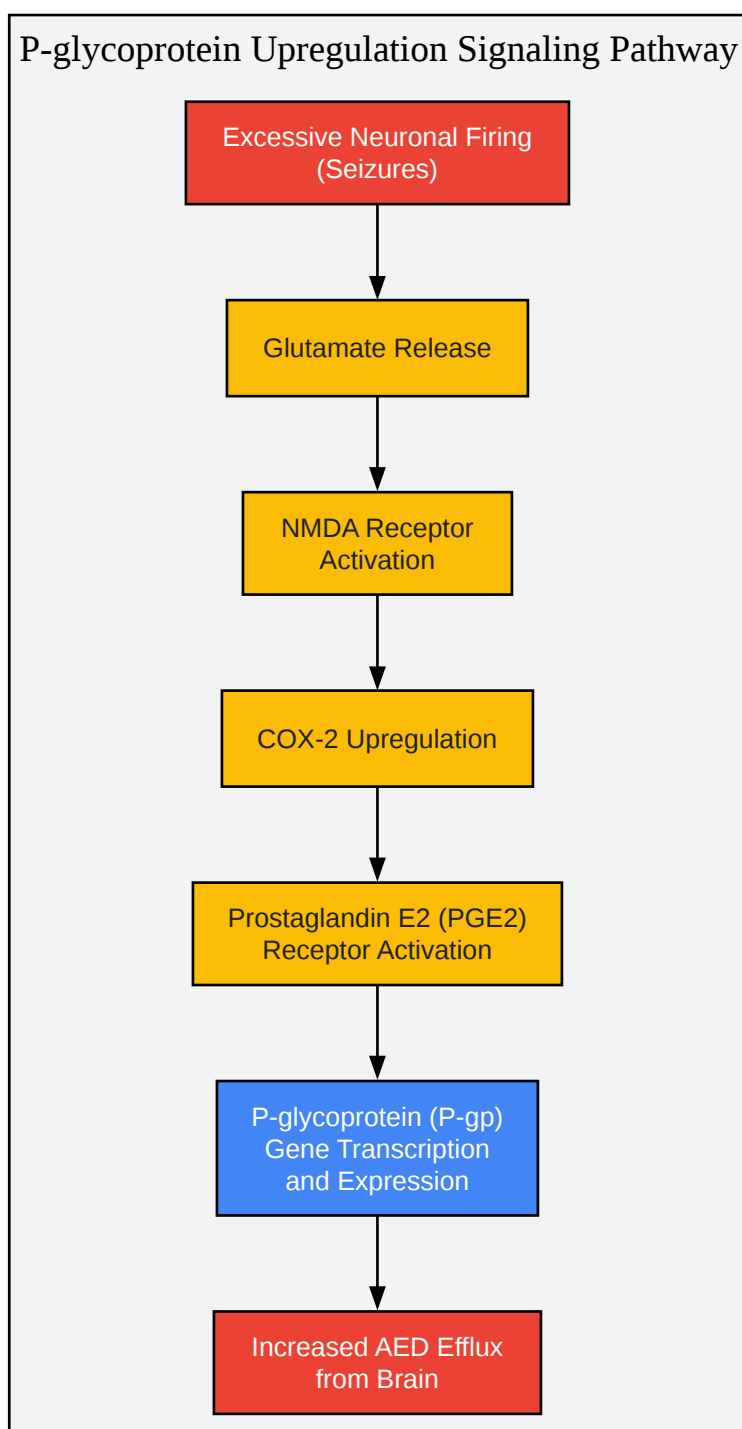 P-glycoprotein Upregulation Signaling Pathway
Excessive Neuronal Firing
(Seizures)
Glutamate Release
NMDA Receptor
Activation
COX-2 Upregulation
Prostaglandin E2 (PGE2)
Receptor Activation
P-glycoprotein (P-gp)
Gene Transcription
and Expression
Increased AED Efflux
from Brain